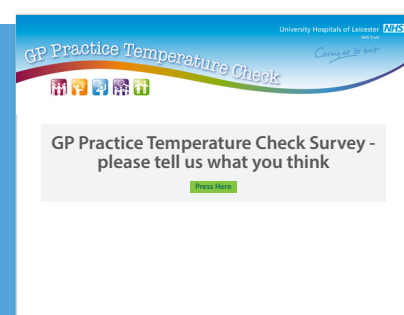 University Hospitals of Leicester NHS
NHS Trust
Caring at its best
GP Practice Temperature Check
GP Practice Temperature Check Survey -
please tell us what you think
Press Here